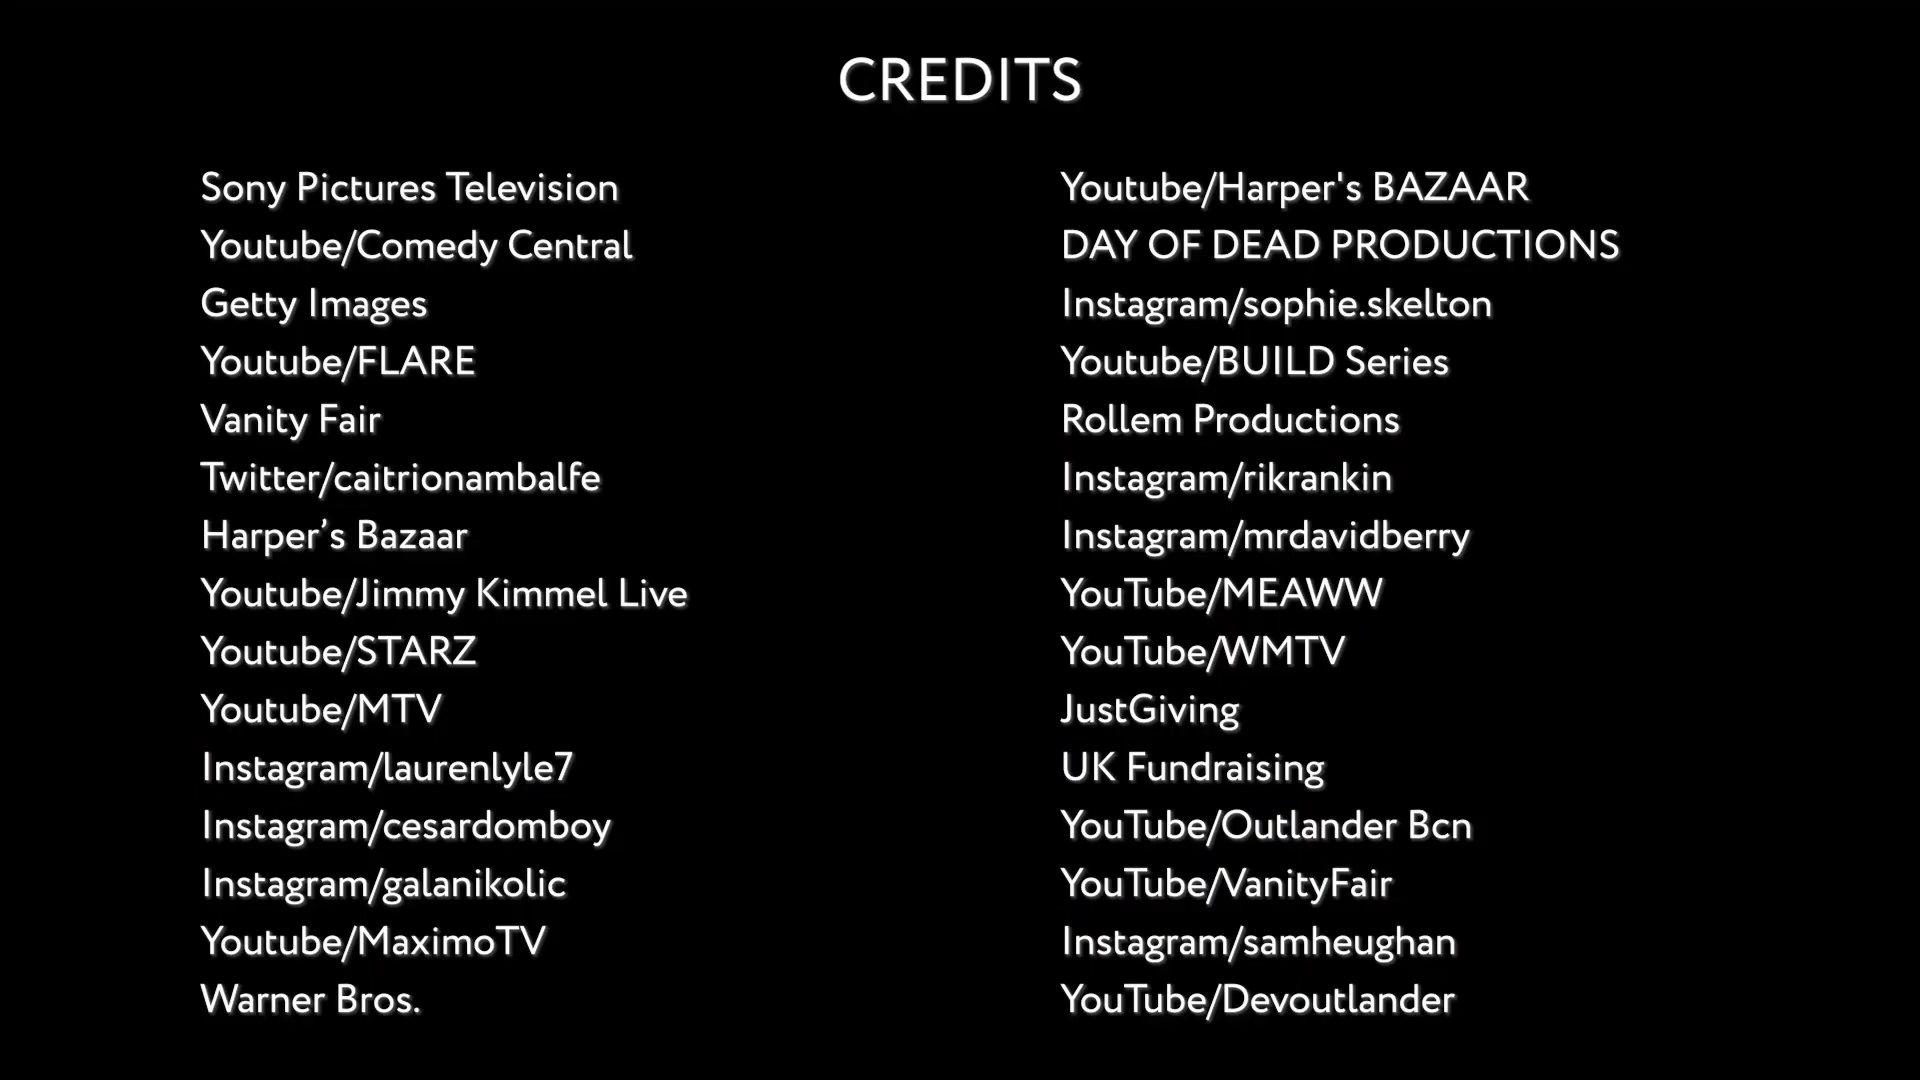 CREDITS
Sony Pictures Television
Youtube/Comedy Central
Getty Images
Youtube/FLARE
Vanity Fair
Twitter/caitrionambalfe
Harper’s Bazaar
Youtube/Jimmy Kimmel Live
Youtube/STARZ
Youtube/MTV
Instagram/laurenlyle7
Instagram/cesardomboy
Instagram/galanikolic
Youtube/MaximoTV
Warner Bros.
Youtube/Harper's BAZAAR
DAY OF DEAD PRODUCTIONS
Instagram/sophie.skelton
Youtube/BUILD Series
Rollem Productions
Instagram/rikrankin
Instagram/mrdavidberry
YouTube/MEAWW
YouTube/WMTV
JustGiving
UK Fundraising
YouTube/Outlander Bcn
YouTube/VanityFair
Instagram/samheughan
YouTube/Devoutlander